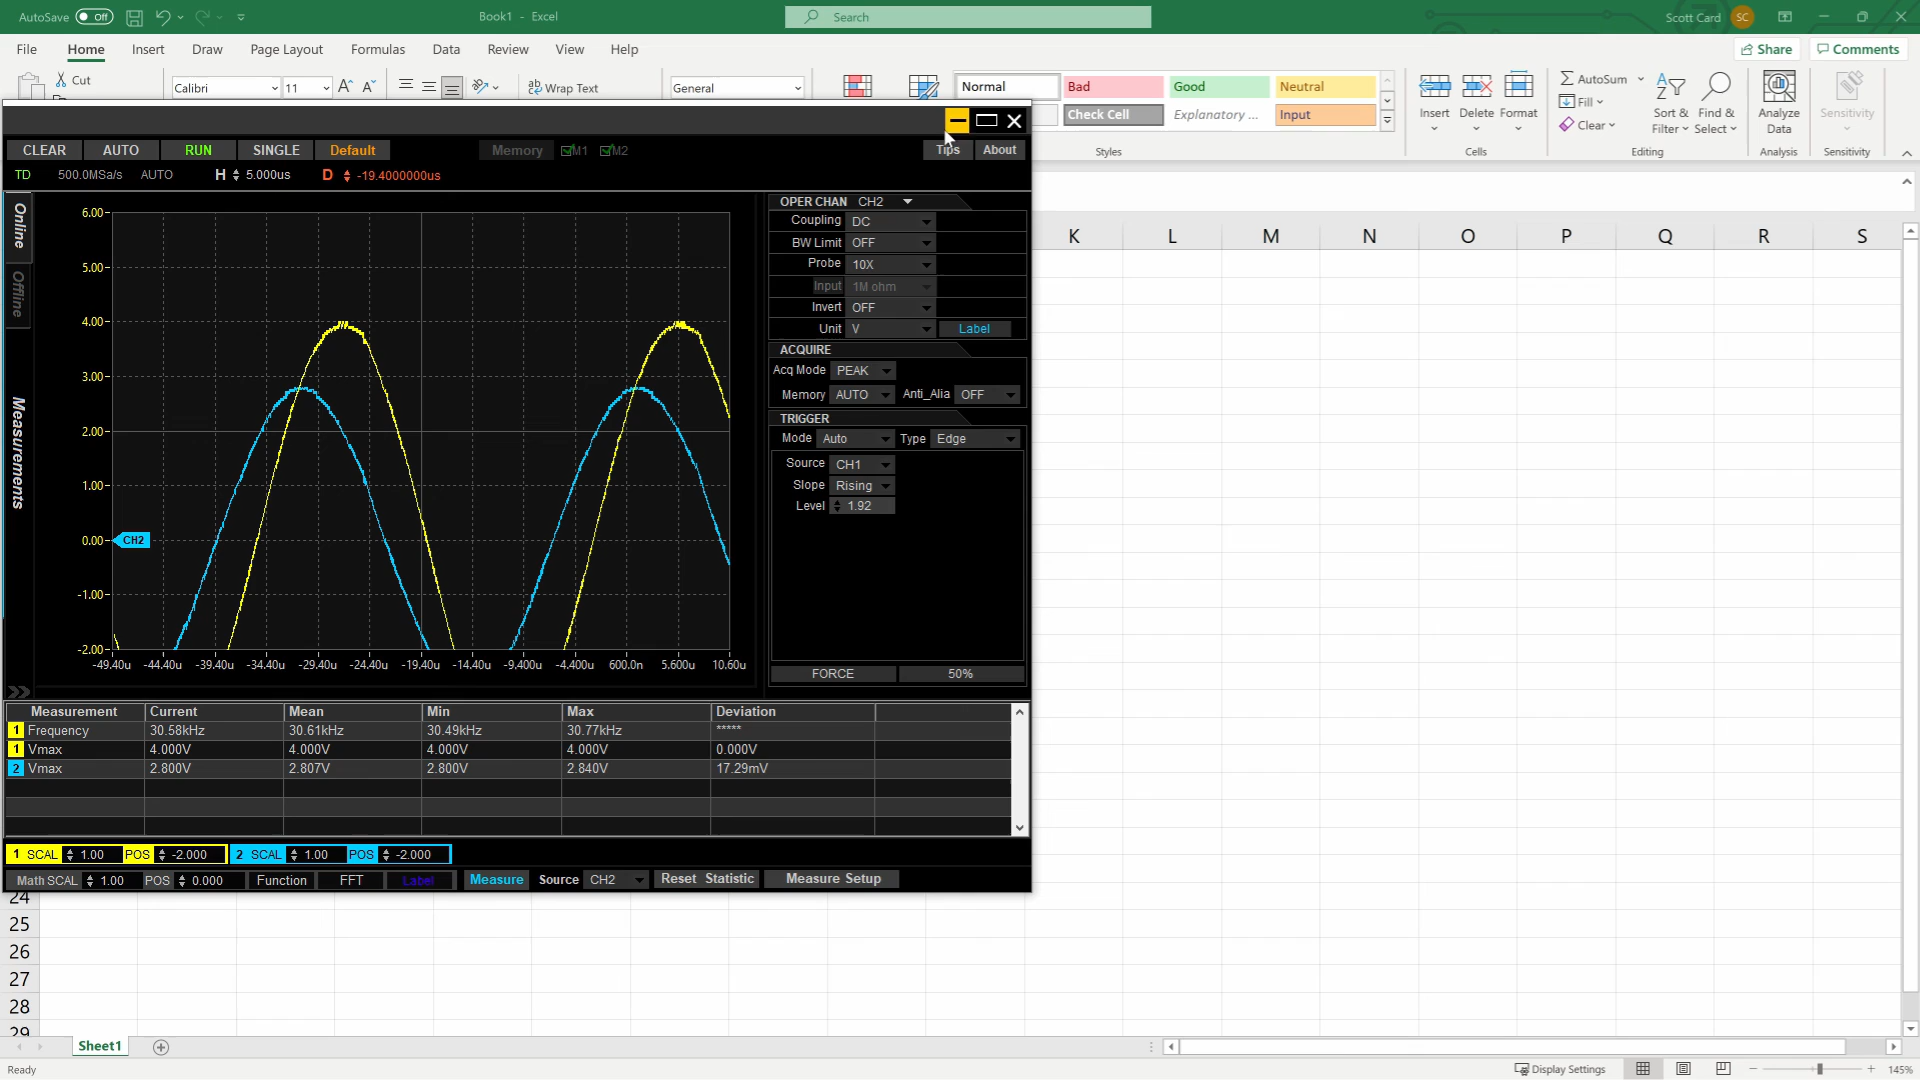 AutoSave Off Book1 - Excel Search Scott Card SC
File Home Insert Draw Page Layout Formulas Data Review View Help Share Comments
Cut Calibri 11 Wrap Text General Normal Bad Good Neutral
Check Cell Explanatory ... Input
Insert Delete Format
AutoSum
Fill
Clear
Sort & Filter
Find & Select
Analyze Data
Sensitivity
Styles Cells Editing Analysis Sensitivity
CLEAR AUTO RUN SINGLE Default Memory M1 M2 Tips About
TD 500.0MSa/s AUTO H 5.000us D -19.4000000us
Online
Offline
Measurements
6.00
5.00
4.00
3.00
2.00
1.00
0.00 CH2
-1.00
-2.00
-49.40u -44.40u -39.40u -34.40u -29.40u -24.40u -19.40u -14.40u -9.400u -4.400u 600.0n 5.600u 10.60u
OPER CHAN CH2
Coupling DC
BW Limit OFF
Probe 10X
Input 1M ohm
Invert OFF
Unit V Label
ACQUIRE
Acq Mode PEAK
Memory AUTO Anti_Alia OFF
TRIGGER
Mode Auto Type Edge
Source CH1
Slope Rising
Level 1.92
FORCE 50%
K L M N O P Q R S
Measurement Current Mean Min Max Deviation
1 Frequency 30.58kHz 30.61kHz 30.49kHz 30.77kHz *****
1 Vmax 4.000V 4.000V 4.000V 4.000V 0.000V
2 Vmax 2.800V 2.807V 2.800V 2.840V 17.29mV
1 SCAL 1.00 POS -2.000 2 SCAL 1.00 POS -2.000
Math SCAL 1.00 POS 0.000 Function FFT Label Measure Source CH2 Reset Statistic Measure Setup
24
25
26
27
28
29
Sheet1
Ready Display Settings 145%